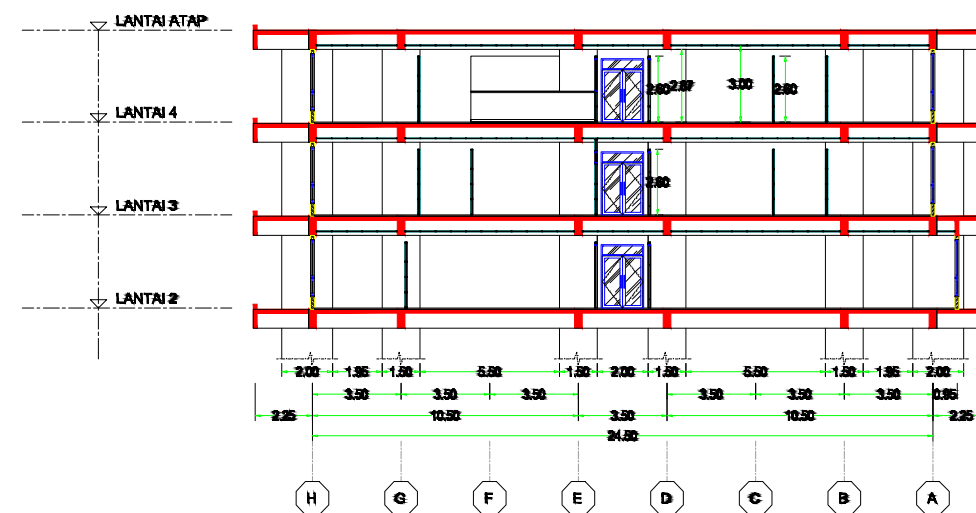 LANTAI ATAP
LANTAI 4
2.60 2.87 3.00 2.60
LANTAI 3
2.60
LANTAI 2
2.00 1.95 1.50 5.50 1.50 2.00 1.50 5.50 1.50 1.95 2.00
3.50 3.50 3.50 3.50 3.50 3.50 0.95
2.25 10.50 3.50 10.50 2.25
24.50
H G F E D C B A